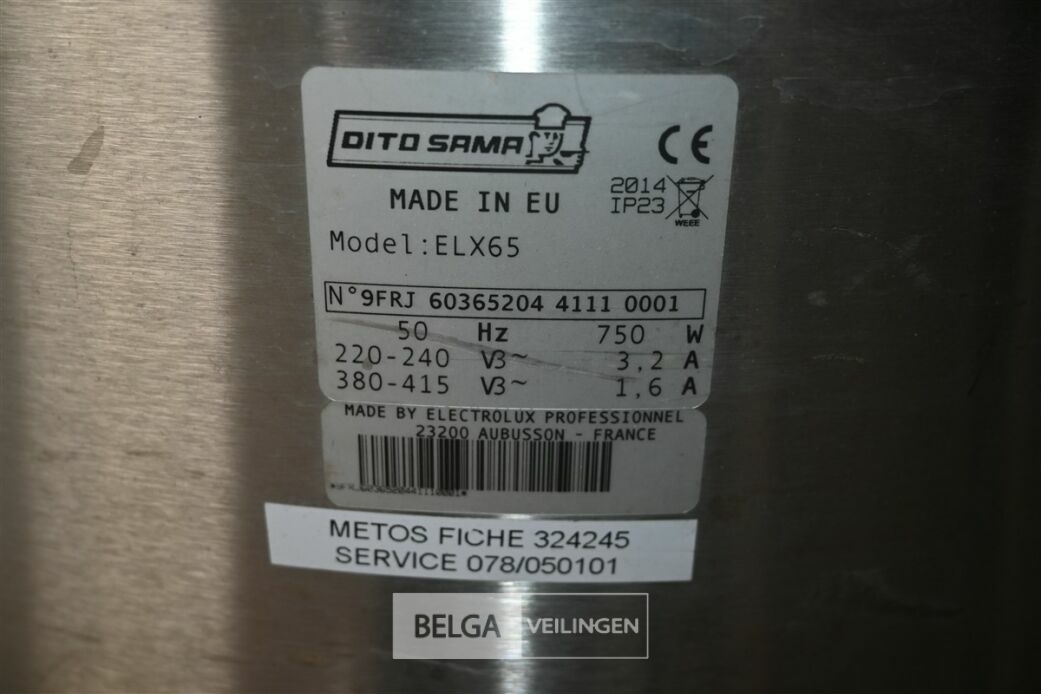 DITO SAMA
CE
MADE IN EU
2014
IP23
WEEE
Model:ELX65
N°9FRJ 60365204 4111 0001
50 Hz 750 W
220-240 V3~ 3,2 A
380-415 V3~ 1,6 A
MADE BY ELECTROLUX PROFESSIONNEL
23200 AUBUSSON - FRANCE
METOS FICHE 324245
SERVICE 078/050101
BELGA VEILINGEN